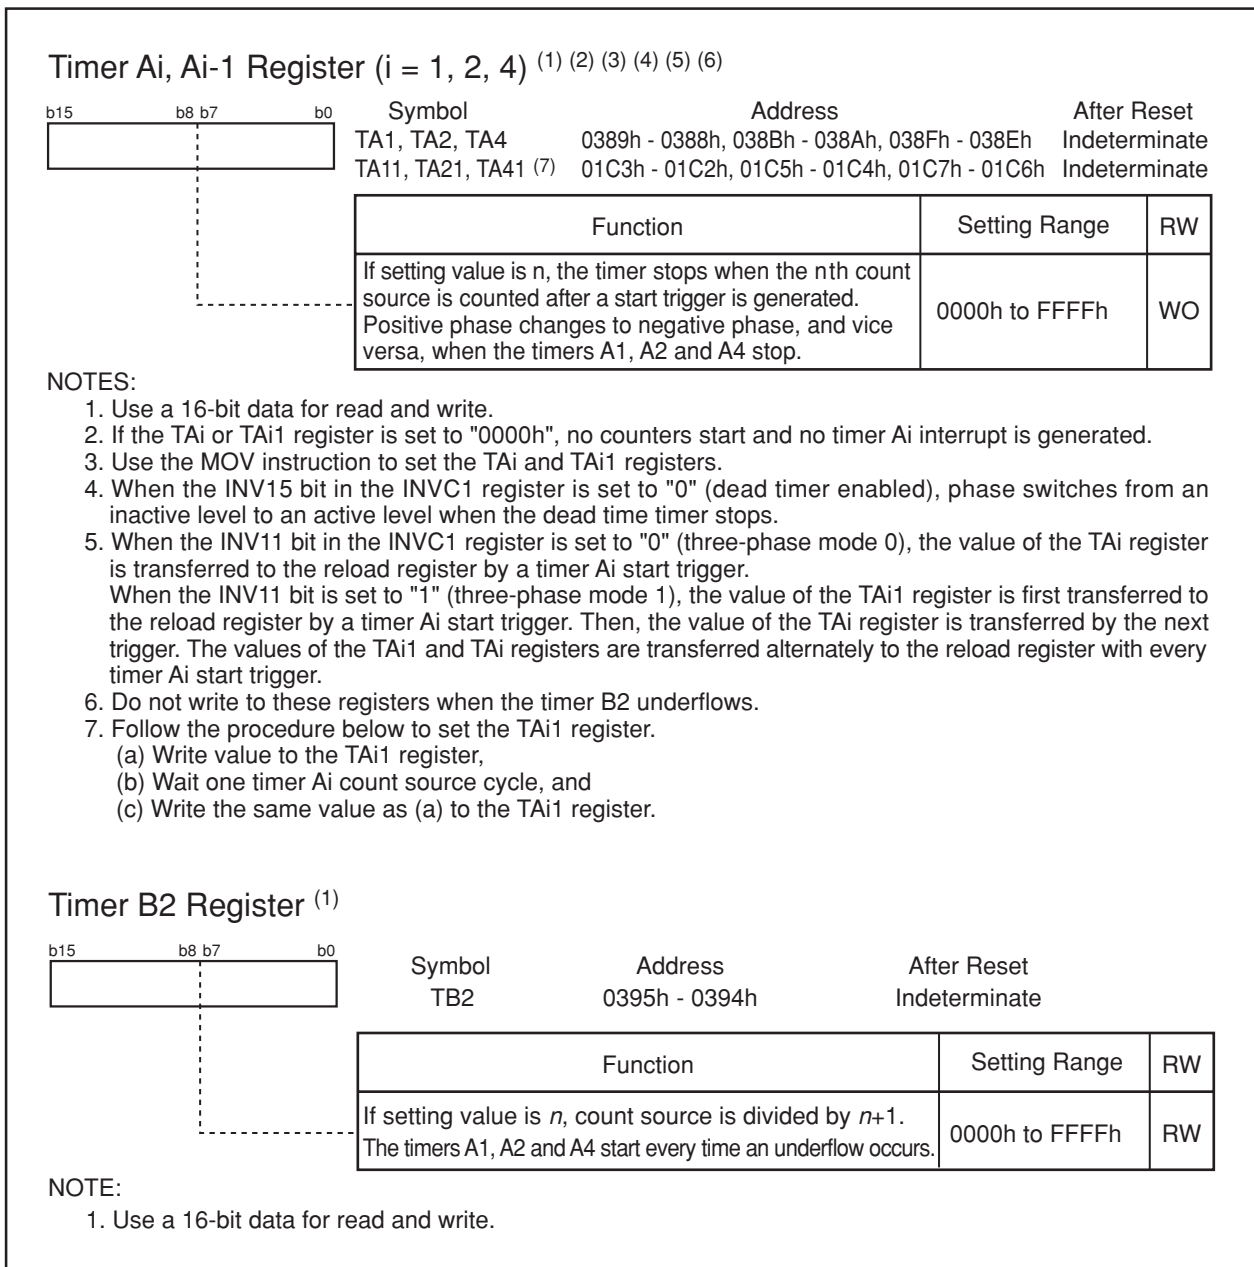 Timer Ai, Ai-1 Register (i = 1, 2, 4) (1) (2) (3) (4) (5) (6)
b15 b8 b7 b0
Symbol Address After Reset
TA1, TA2, TA4 0389h - 0388h, 038Bh - 038Ah, 038Fh - 038Eh Indeterminate
TA11, TA21, TA41 (7) 01C3h - 01C2h, 01C5h - 01C4h, 01C7h - 01C6h Indeterminate
Function Setting Range RW
If setting value is n, the timer stops when the nth count
source is counted after a start trigger is generated.
Positive phase changes to negative phase, and vice
versa, when the timers A1, A2 and A4 stop.
0000h to FFFFh WO
NOTES:
1. Use a 16-bit data for read and write.
2. If the TAi or TAi1 register is set to "0000h", no counters start and no timer Ai interrupt is generated.
3. Use the MOV instruction to set the TAi and TAi1 registers.
4. When the INV15 bit in the INVC1 register is set to "0" (dead timer enabled), phase switches from an
inactive level to an active level when the dead time timer stops.
5. When the INV11 bit in the INVC1 register is set to "0" (three-phase mode 0), the value of the TAi register
is transferred to the reload register by a timer Ai start trigger.
When the INV11 bit is set to "1" (three-phase mode 1), the value of the TAi1 register is first transferred to
the reload register by a timer Ai start trigger. Then, the value of the TAi register is transferred by the next
trigger. The values of the TAi1 and TAi registers are transferred alternately to the reload register with every
timer Ai start trigger.
6. Do not write to these registers when the timer B2 underflows.
7. Follow the procedure below to set the TAi1 register.
(a) Write value to the TAi1 register,
(b) Wait one timer Ai count source cycle, and
(c) Write the same value as (a) to the TAi1 register.
Timer B2 Register (1)
b15 b8 b7 b0
Symbol Address After Reset
TB2 0395h - 0394h Indeterminate
Function Setting Range RW
If setting value is n, count source is divided by n+1.
The timers A1, A2 and A4 start every time an underflow occurs.
0000h to FFFFh RW
NOTE:
1. Use a 16-bit data for read and write.